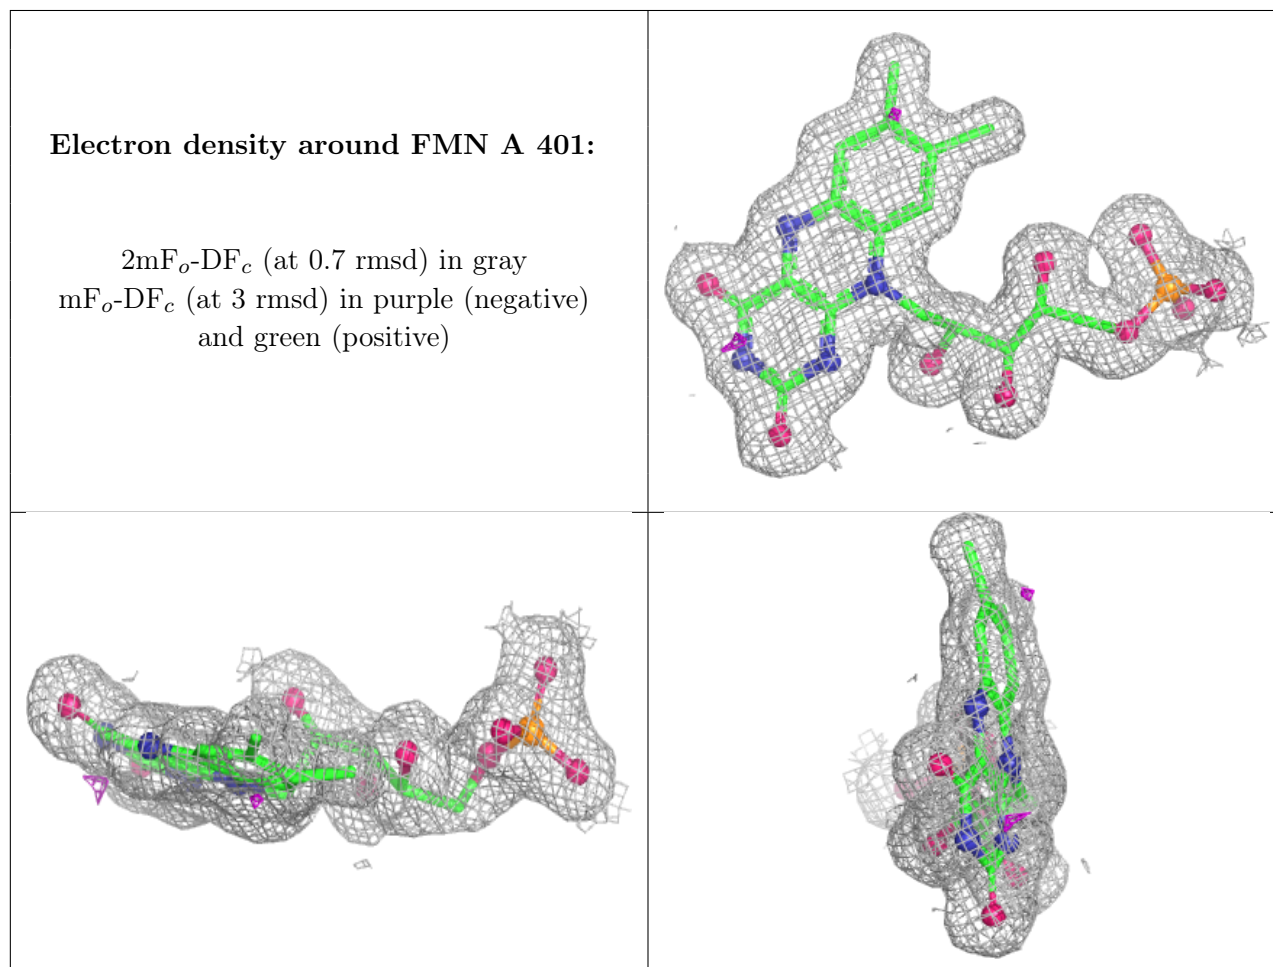 Electron density around FMN A 401:
2mFo-DFc (at 0.7 rmsd) in gray
mFo-DFc (at 3 rmsd) in purple (negative)
and green (positive)